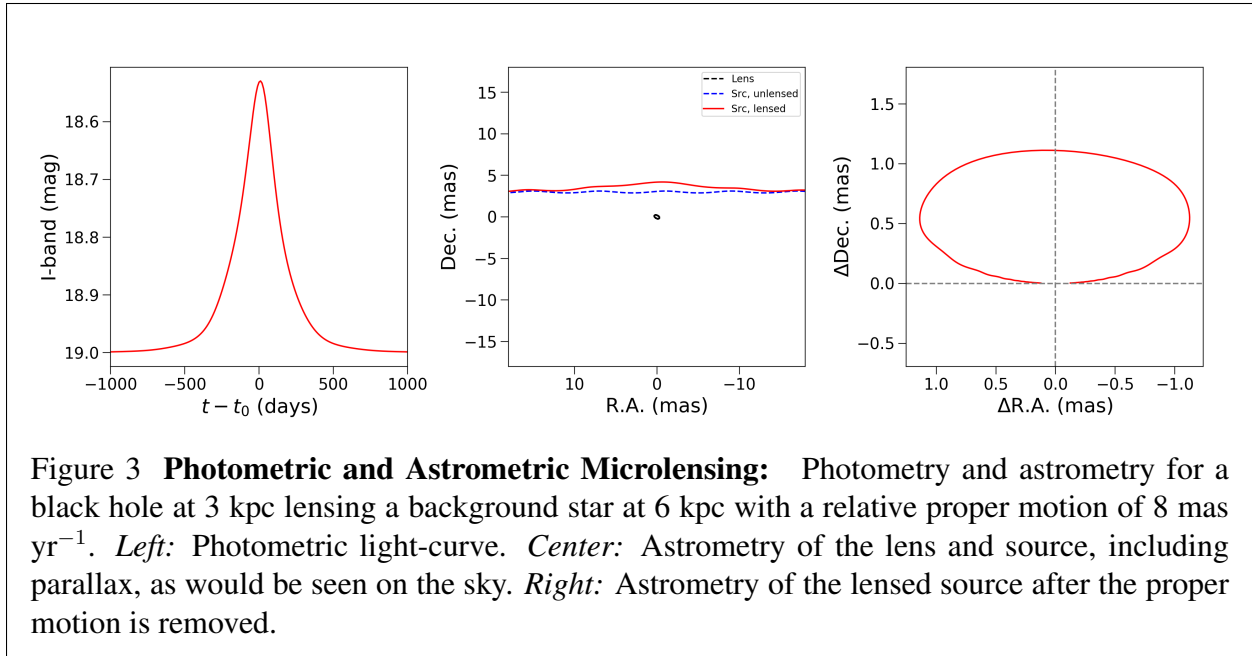 18.6
18.7
18.8
18.9
19.0
I-band (mag)
−1000 −500 0 500 1000
t − t₀ (days)
Lens
Src, unlensed
Src, lensed
15
10
5
0
−5
−10
−15
Dec. (mas)
10 0 −10
R.A. (mas)
1.5
1.0
0.5
0.0
−0.5
ΔDec. (mas)
1.0 0.5 0.0 −0.5 −1.0
ΔR.A. (mas)
Figure 3 Photometric and Astrometric Microlensing: Photometry and astrometry for a
black hole at 3 kpc lensing a background star at 6 kpc with a relative proper motion of 8 mas
yr⁻¹. Left: Photometric light-curve. Center: Astrometry of the lens and source, including
parallax, as would be seen on the sky. Right: Astrometry of the lensed source after the proper
motion is removed.